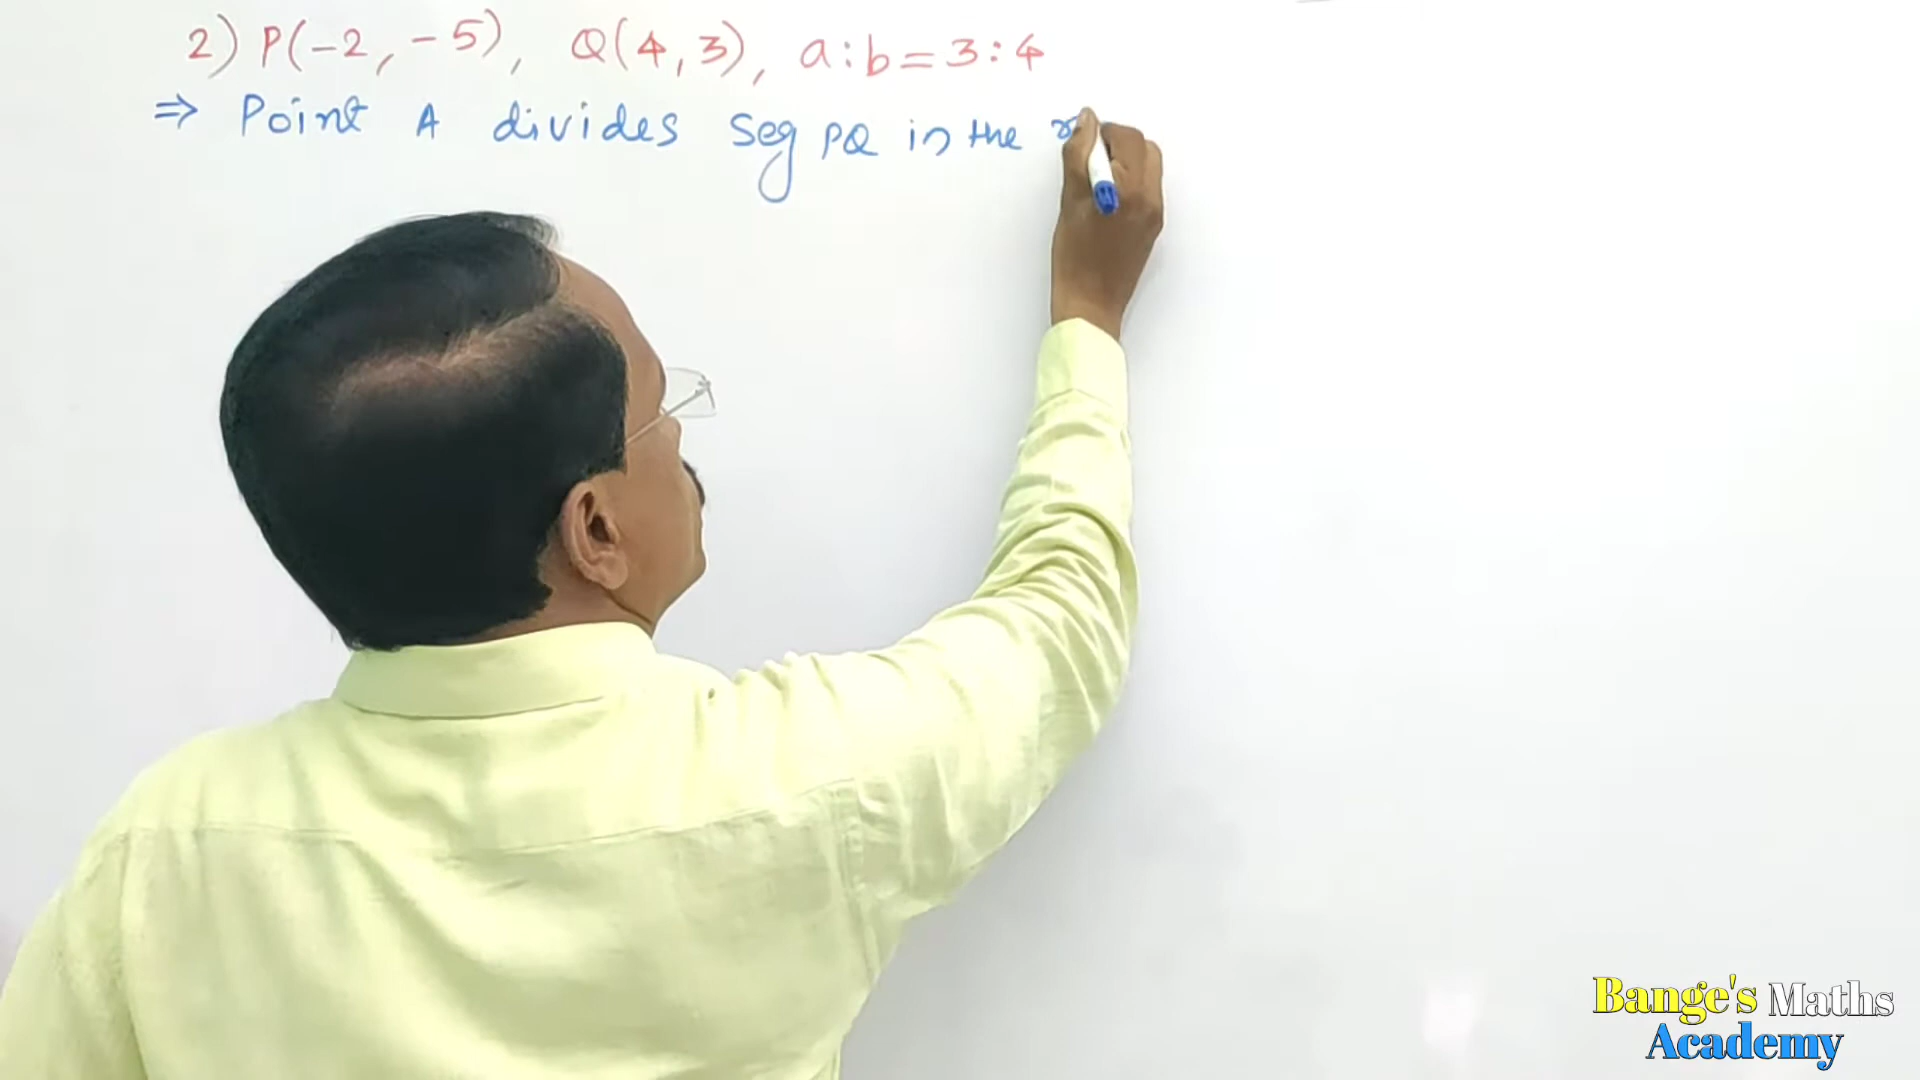 2) P(-2, -5), Q(4, 3), a:b = 3:4
⇒ Point A divides seg PQ in the
Bange's Maths
Academy